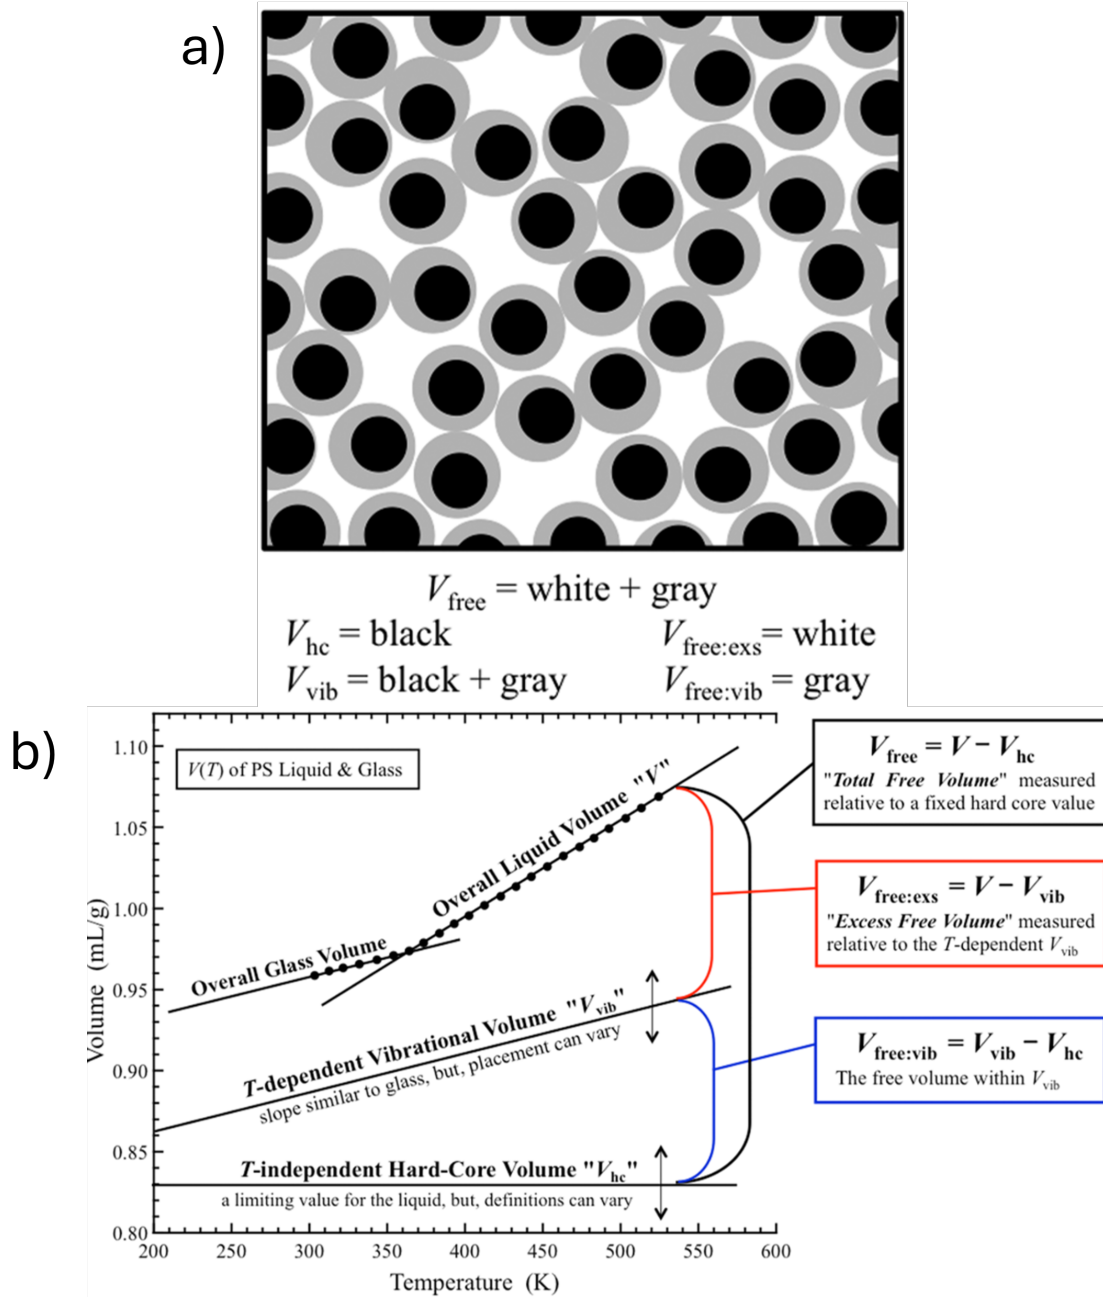 a)
V_free = white + gray
V_hc = black
V_free:exs= white
V_vib = black + gray
V_free:vib = gray
b)
V(T) of PS Liquid & Glass
Overall Liquid Volume "V"
Overall Glass Volume
T-dependent Vibrational Volume "V_vib"
slope similar to glass, but, placement can vary
T-independent Hard-Core Volume "V_hc"
a limiting value for the liquid, but, definitions can vary
V_free = V − V_hc
"Total Free Volume" measured
relative to a fixed hard core value
V_free:exs = V − V_vib
"Excess Free Volume" measured
relative to the T-dependent V_vib
V_free:vib = V_vib − V_hc
The free volume within V_vib
Volume (mL/g)
1.10
1.05
1.00
0.95
0.90
0.85
0.80
200 250 300 350 400 450 500 550 600
Temperature (K)